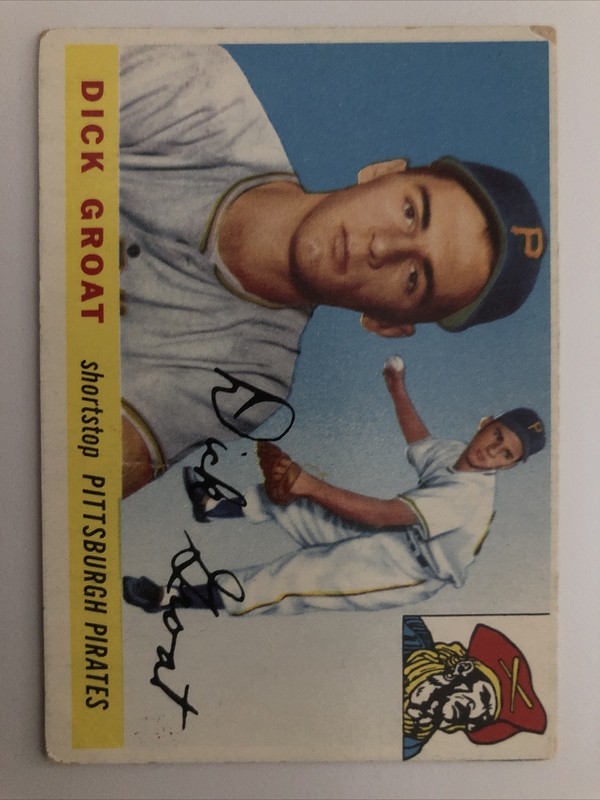 P
P
Dick Groat
DICK GROAT shortstop PITTSBURGH PIRATES